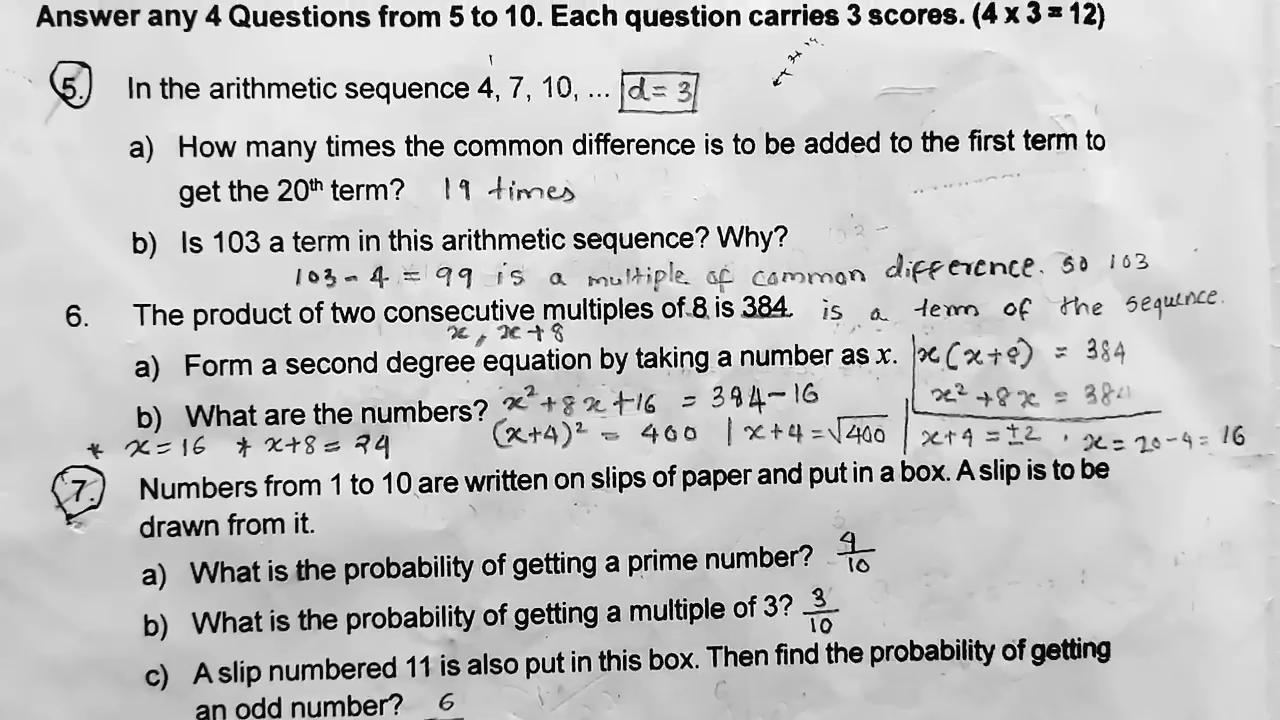 Answer any 4 Questions from 5 to 10. Each question carries 3 scores. (4 x 3 = 12)
5. In the arithmetic sequence 4, 7, 10, ... d = 3
a) How many times the common difference is to be added to the first term to
get the 20th term? 19 times
b) Is 103 a term in this arithmetic sequence? Why?
103 - 4 = 99 is a multiple of common difference. so 103
is a term of the sequence.
6. The product of two consecutive multiples of 8 is 384.
x, x+8
a) Form a second degree equation by taking a number as x. x(x+8) = 384
x² + 8x = 384
b) What are the numbers? x² + 8x + 16 = 384 - 16
(x+4)² = 400 | x+4 = √400 | x+4 = ±2 , x = 20-4 = 16
* x = 16 * x+8 = 24
7. Numbers from 1 to 10 are written on slips of paper and put in a box. A slip is to be
drawn from it.
a) What is the probability of getting a prime number? 4/10
b) What is the probability of getting a multiple of 3? 3/10
c) A slip numbered 11 is also put in this box. Then find the probability of getting
an odd number? 6